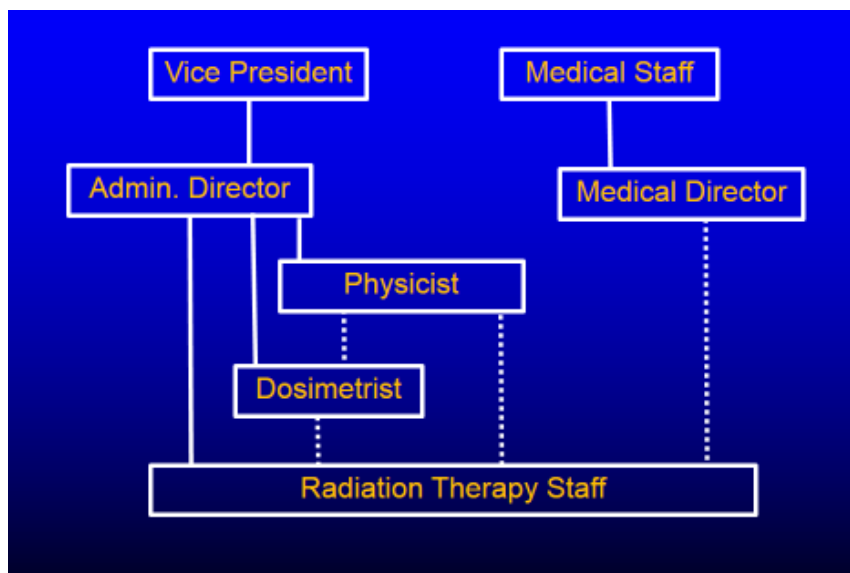 Vice President
Medical Staff
Admin. Director
Medical Director
Physicist
Dosimetrist
Radiation Therapy Staff